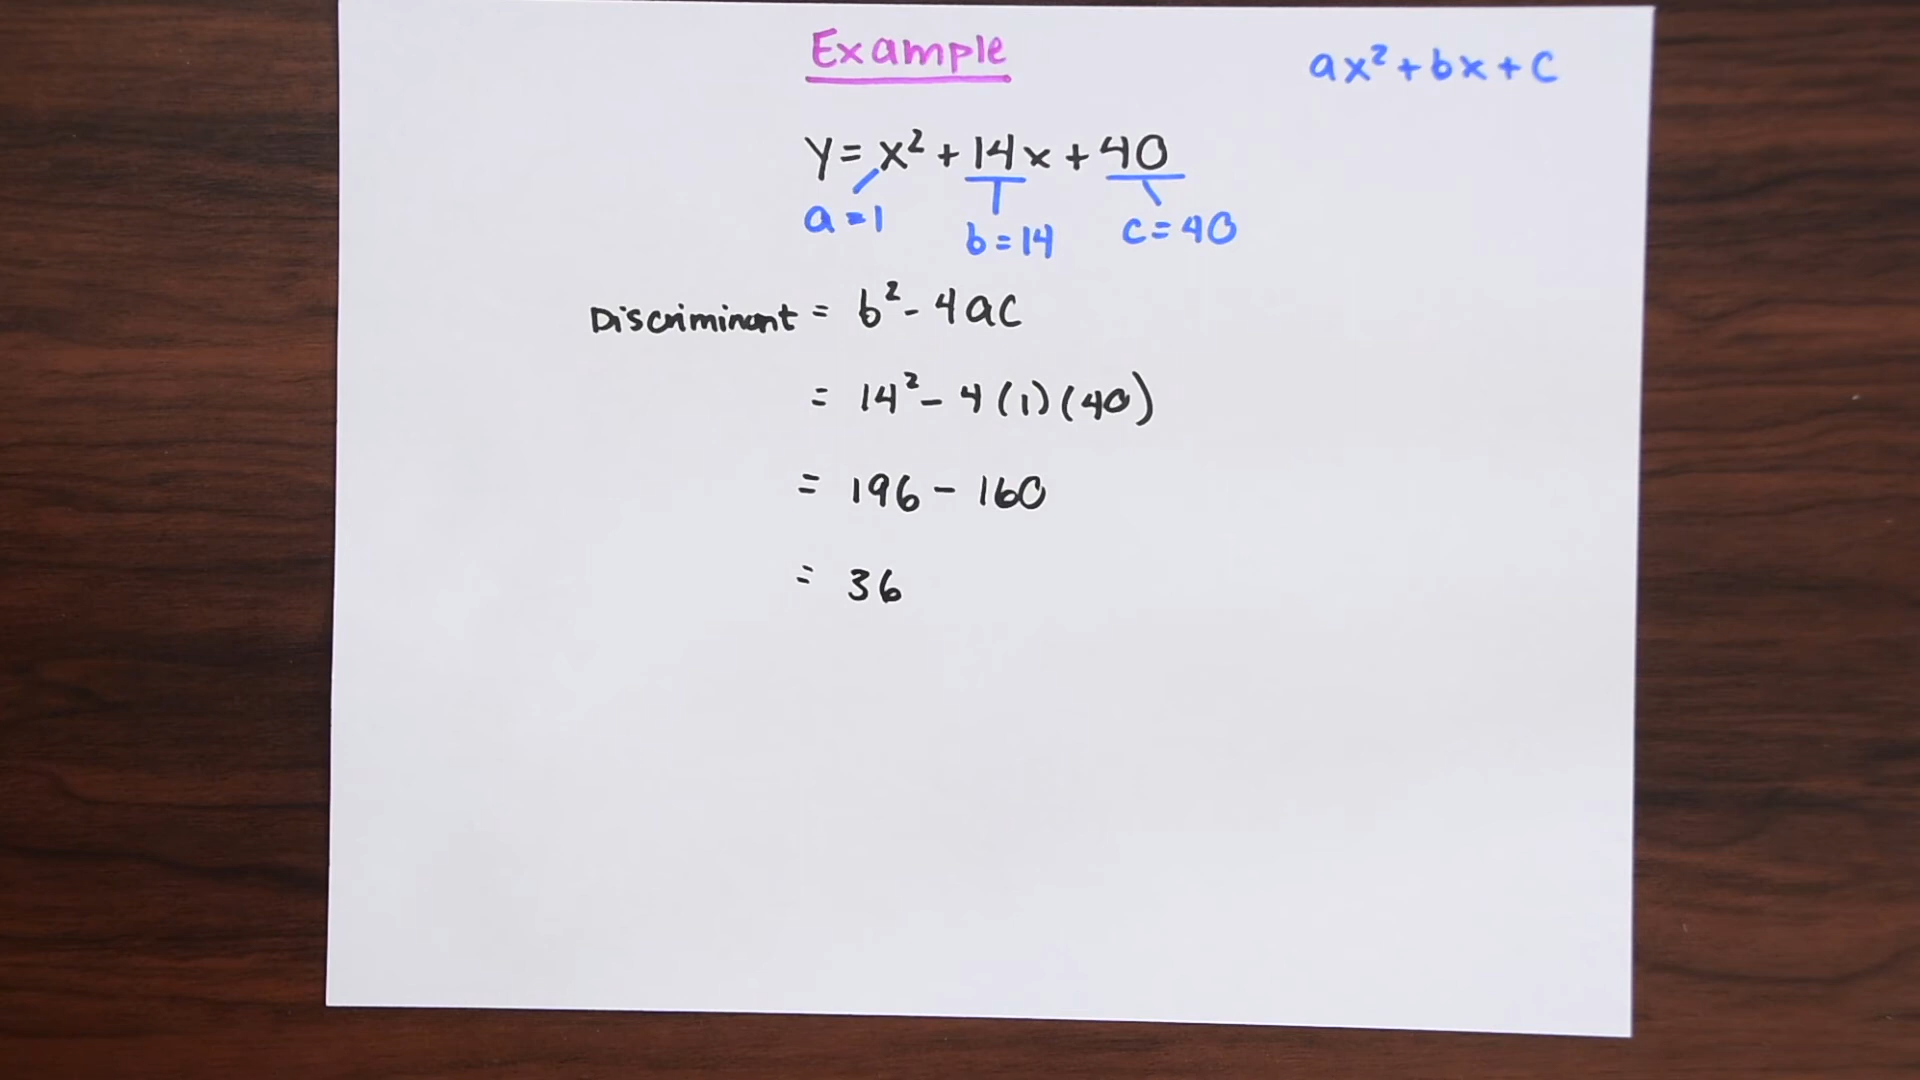 Example
ax² + bx + c
y = x² + 14x + 40
a = 1 b = 14 c = 40
Discriminant = b² - 4ac
= 14² - 4(1)(40)
= 196 - 160
= 36